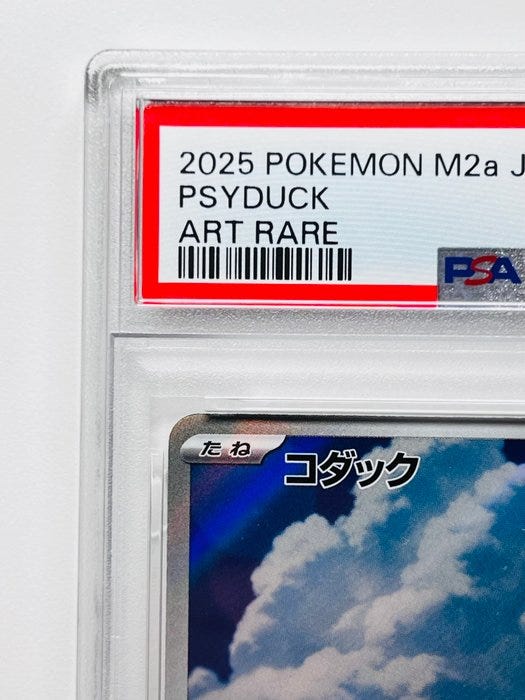 2025 POKEMON M2a J
PSYDUCK
ART RARE
PSA
たね
コダック